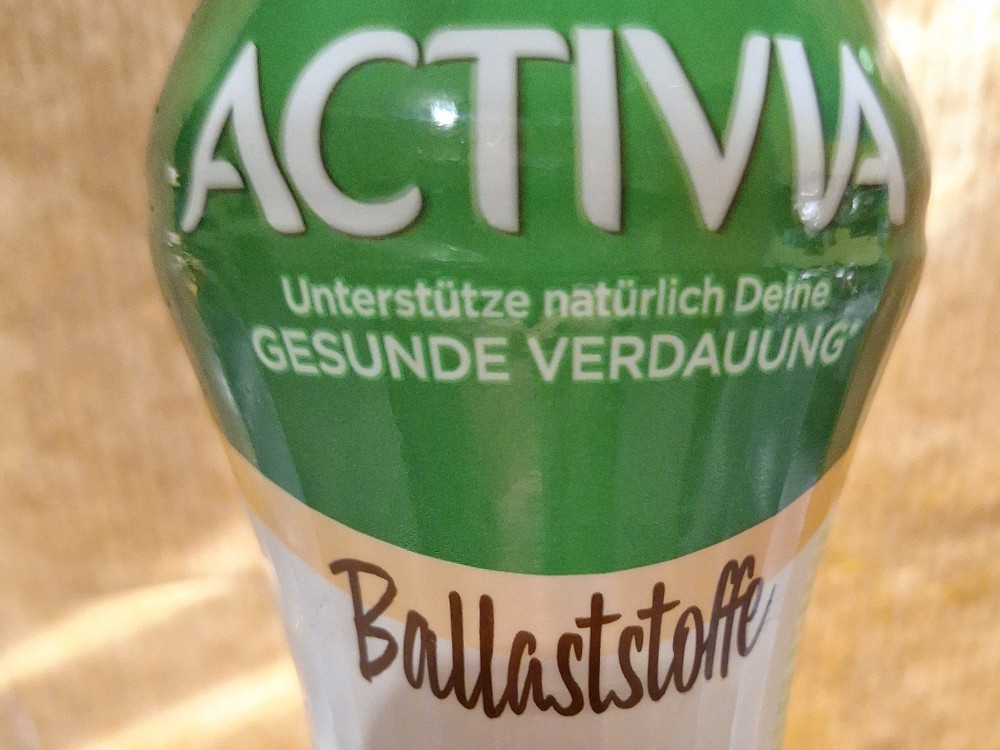 ACTIVIA
Unterstütze natürlich Deine
GESUNDE VERDAUUNG*
Ballaststoffe